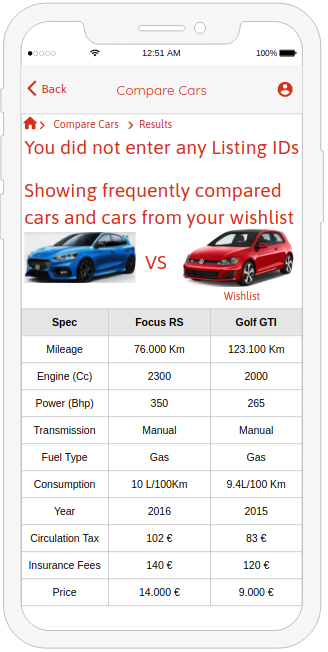 12:51 AM 100%
Back Compare Cars
Compare Cars Results
You did not enter any Listing IDs
Showing frequently compared
cars and cars from your wishlist
VS
Wishlist
Spec Focus RS Golf GTI
Mileage 76.000 Km 123.100 Km
Engine (Cc) 2300 2000
Power (Bhp) 350 265
Transmission Manual Manual
Fuel Type Gas Gas
Consumption 10 L/100Km 9.4L/100 Km
Year 2016 2015
Circulation Tax 102 € 83 €
Insurance Fees 140 € 120 €
Price 14.000 € 9.000 €